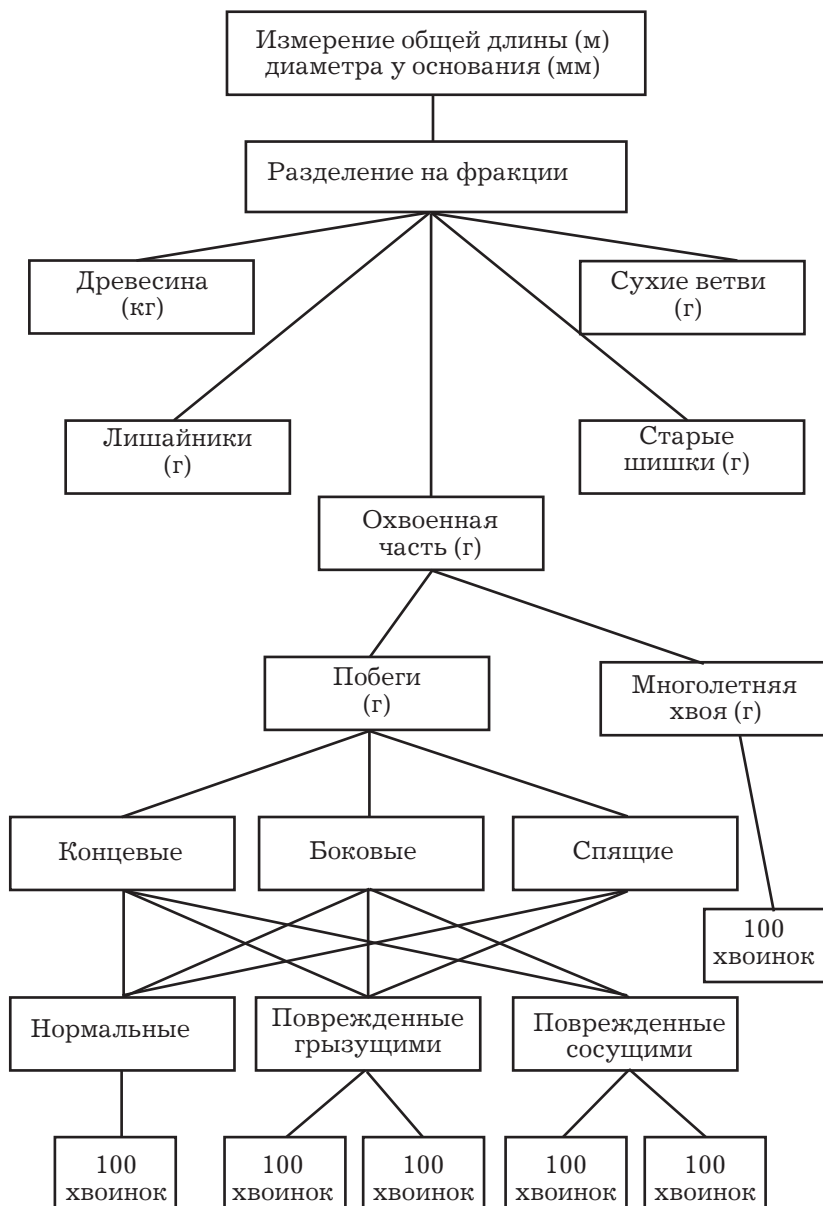 Измерение общей длины (м)
диаметра у основания (мм)
Разделение на фракции
Древесина
(кг)
Сухие ветви
(г)
Лишайники
(г)
Старые
шишки (г)
Охвоенная
часть (г)
Побеги
(г)
Многолетняя
хвоя (г)
Концевые
Боковые
Спящие
100
хвоинок
Нормальные
Поврежденные
грызущими
Поврежденные
сосущими
100
хвоинок
100
хвоинок
100
хвоинок
100
хвоинок
100
хвоинок